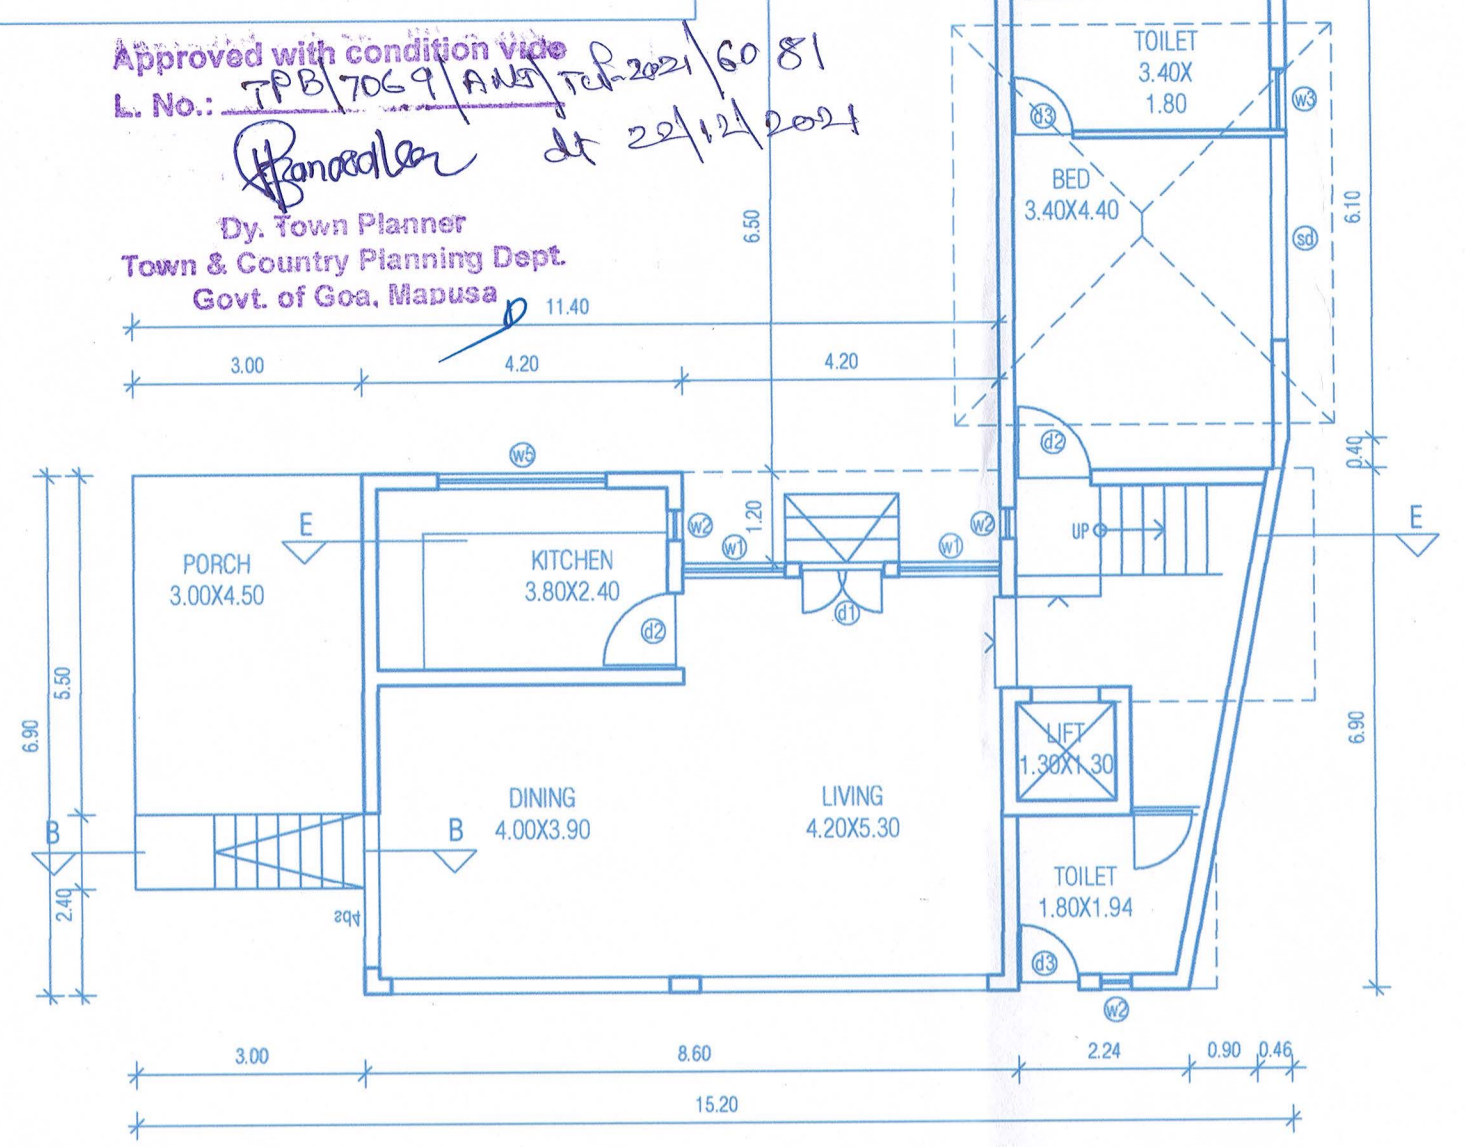 Approved with condition vide
L. No.: TPB/7069/ANJ/TCP-2021/6081
dt 22/12/2021
Dy. Town Planner
Town & Country Planning Dept.
Govt. of Goa, Mapusa
TOILET
3.40X
1.80
d3
w3
BED
3.40X4.40
sd
6.10
6.50
11.40
3.00
4.20
4.20
d2
0.40
w5
E
w2
w1
1.20
w1
w2
UP
E
PORCH
3.00X4.50
KITCHEN
3.80X2.40
d2
d1
5.50
6.90
6.90
LIFT
1.30X1.30
DINING
4.00X3.90
LIVING
4.20X5.30
B
B
TOILET
1.80X1.94
2.40
sd4
d3
w2
3.00
8.60
2.24
0.90
0.46
15.20